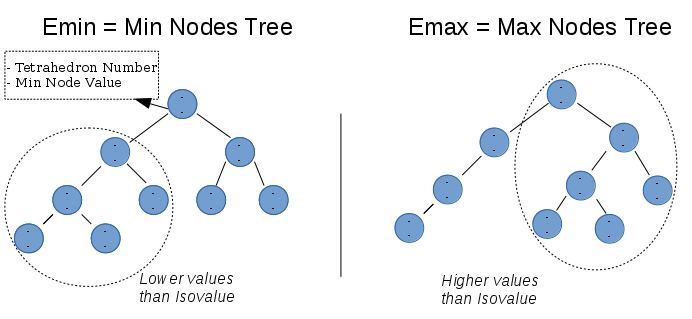 Emin = Min Nodes Tree
- Tetrahedron Number
- Min Node Value
Lower values
than Isovalue
Emax = Max Nodes Tree
Higher values
than Isovalue